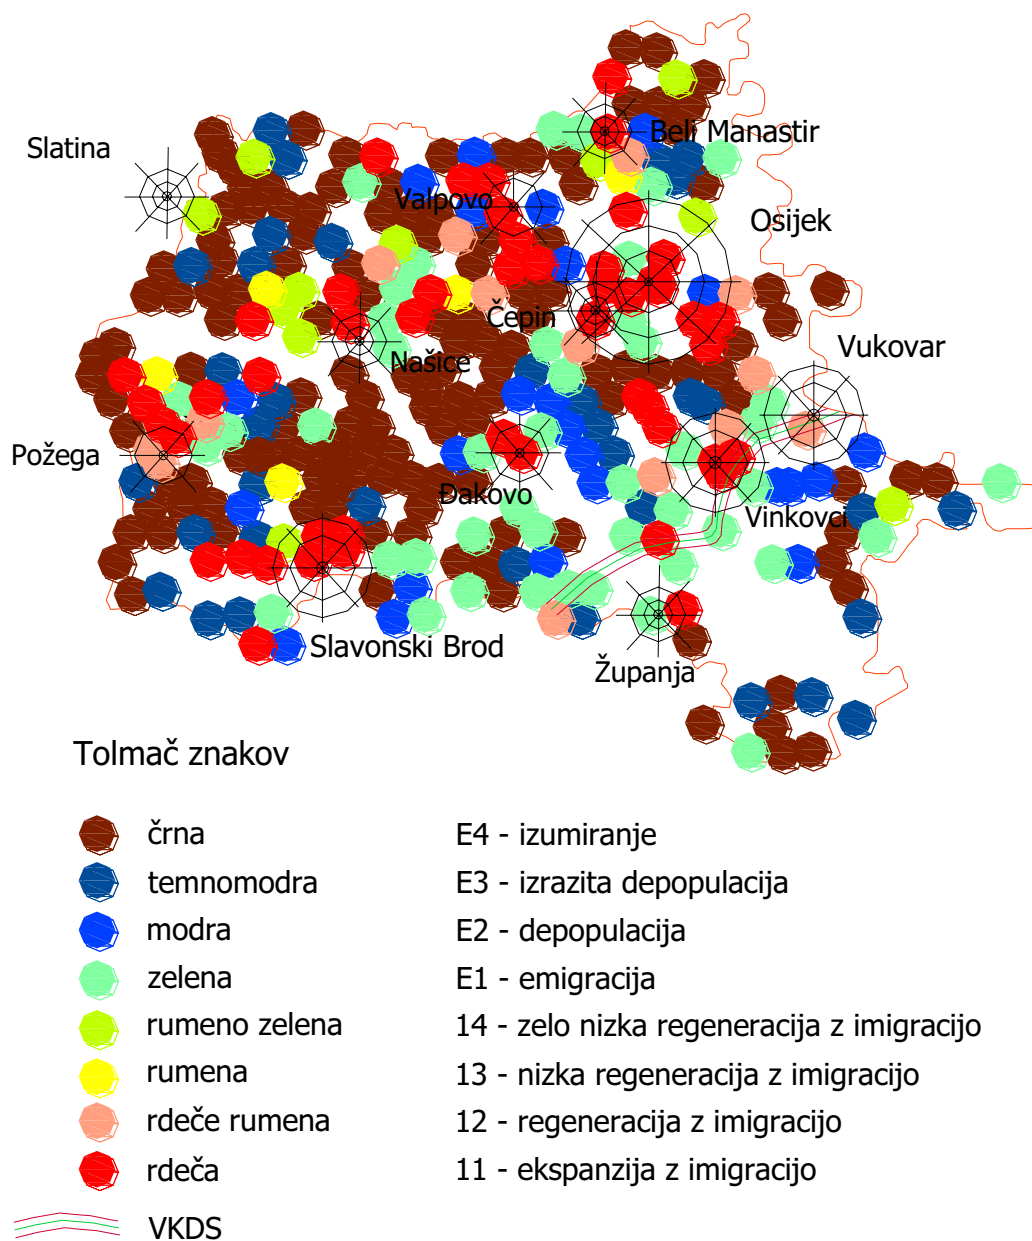 Slatina
Beli Manastir
Valpovo
Osijek
Čepin
Našice
Vukovar
Požega
Đakovo
Vinkovci
Slavonski Brod
Županja
Tolmač znakov
črna E4 - izumiranje
temnomodra E3 - izrazita depopulacija
modra E2 - depopulacija
zelena E1 - emigracija
rumeno zelena 14 - zelo nizka regeneracija z imigracijo
rumena 13 - nizka regeneracija z imigracijo
rdeče rumena 12 - regeneracija z imigracijo
rdeča 11 - ekspanzija z imigracijo
VKDS